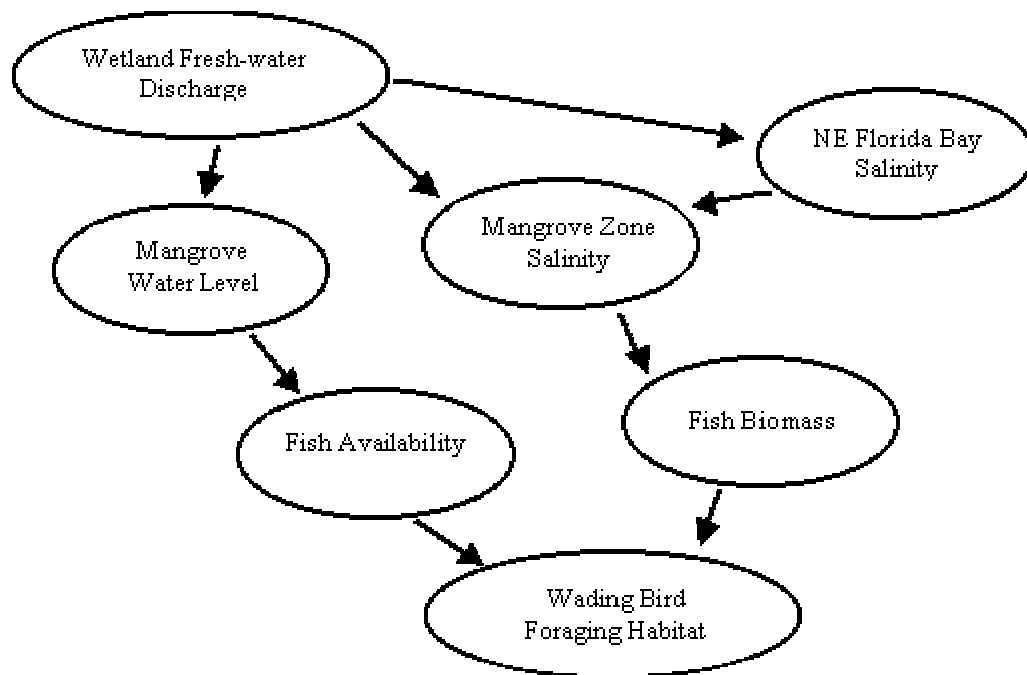 Wetland Fresh-water
Discharge
NE Florida Bay
Salinity
Mangrove Zone
Salinity
Mangrove
Water Level
Fish Biomass
Fish Availability
Wading Bird
Foraging Habitat